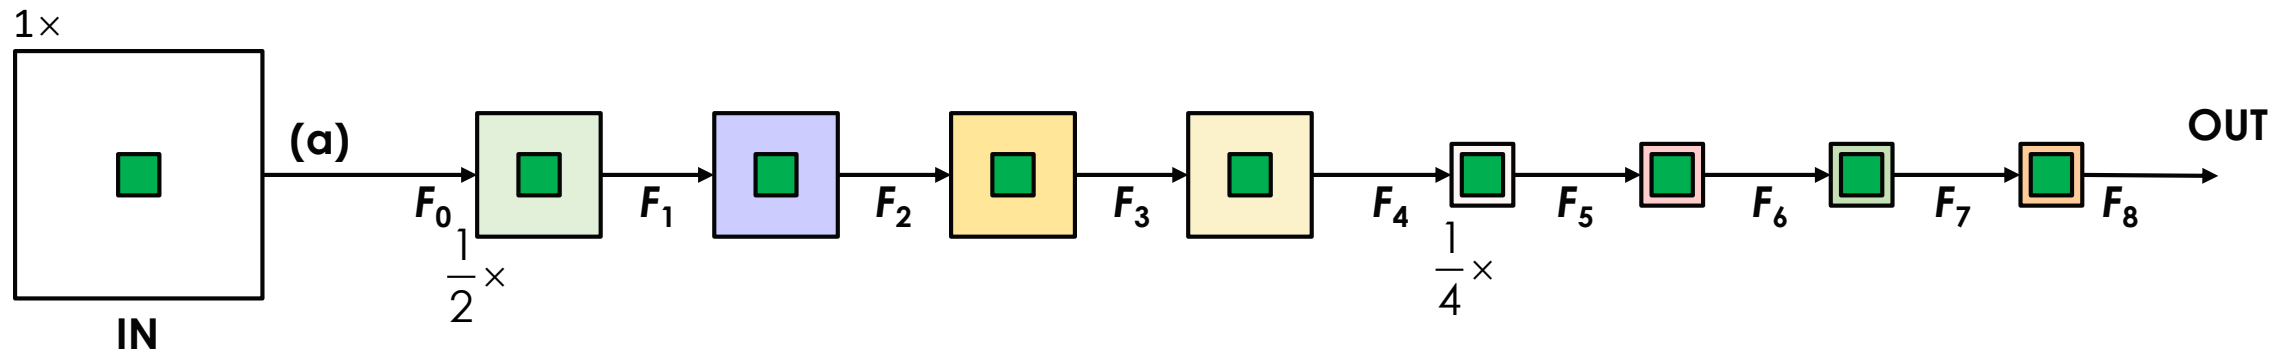 1×
(a)
OUT
F₀ F₁ F₂ F₃ F₄ F₅ F₆ F₇ F₈
1/2 ×
1/4 ×
IN